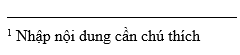 1 Nhập nội dung cần chú thích